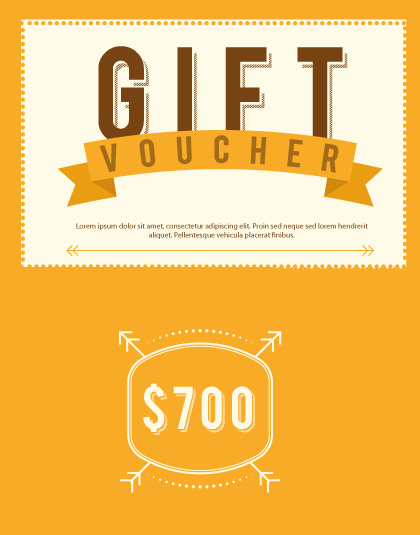 GIFT
VOUCHER
Lorem ipsum dolor sit amet, consectetur adipiscing elit. Proin sed neque sed lorem hendrerit
aliquet. Pellentesque vehicula placerat finibus.
$700